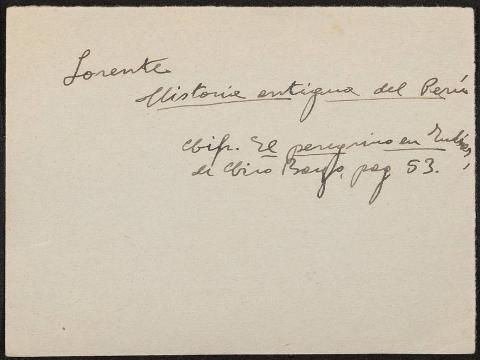 Lorente
Historia antigua del Perú
Cfr. El peregrino en Indias,
de Ciro Bayo, pag 53.